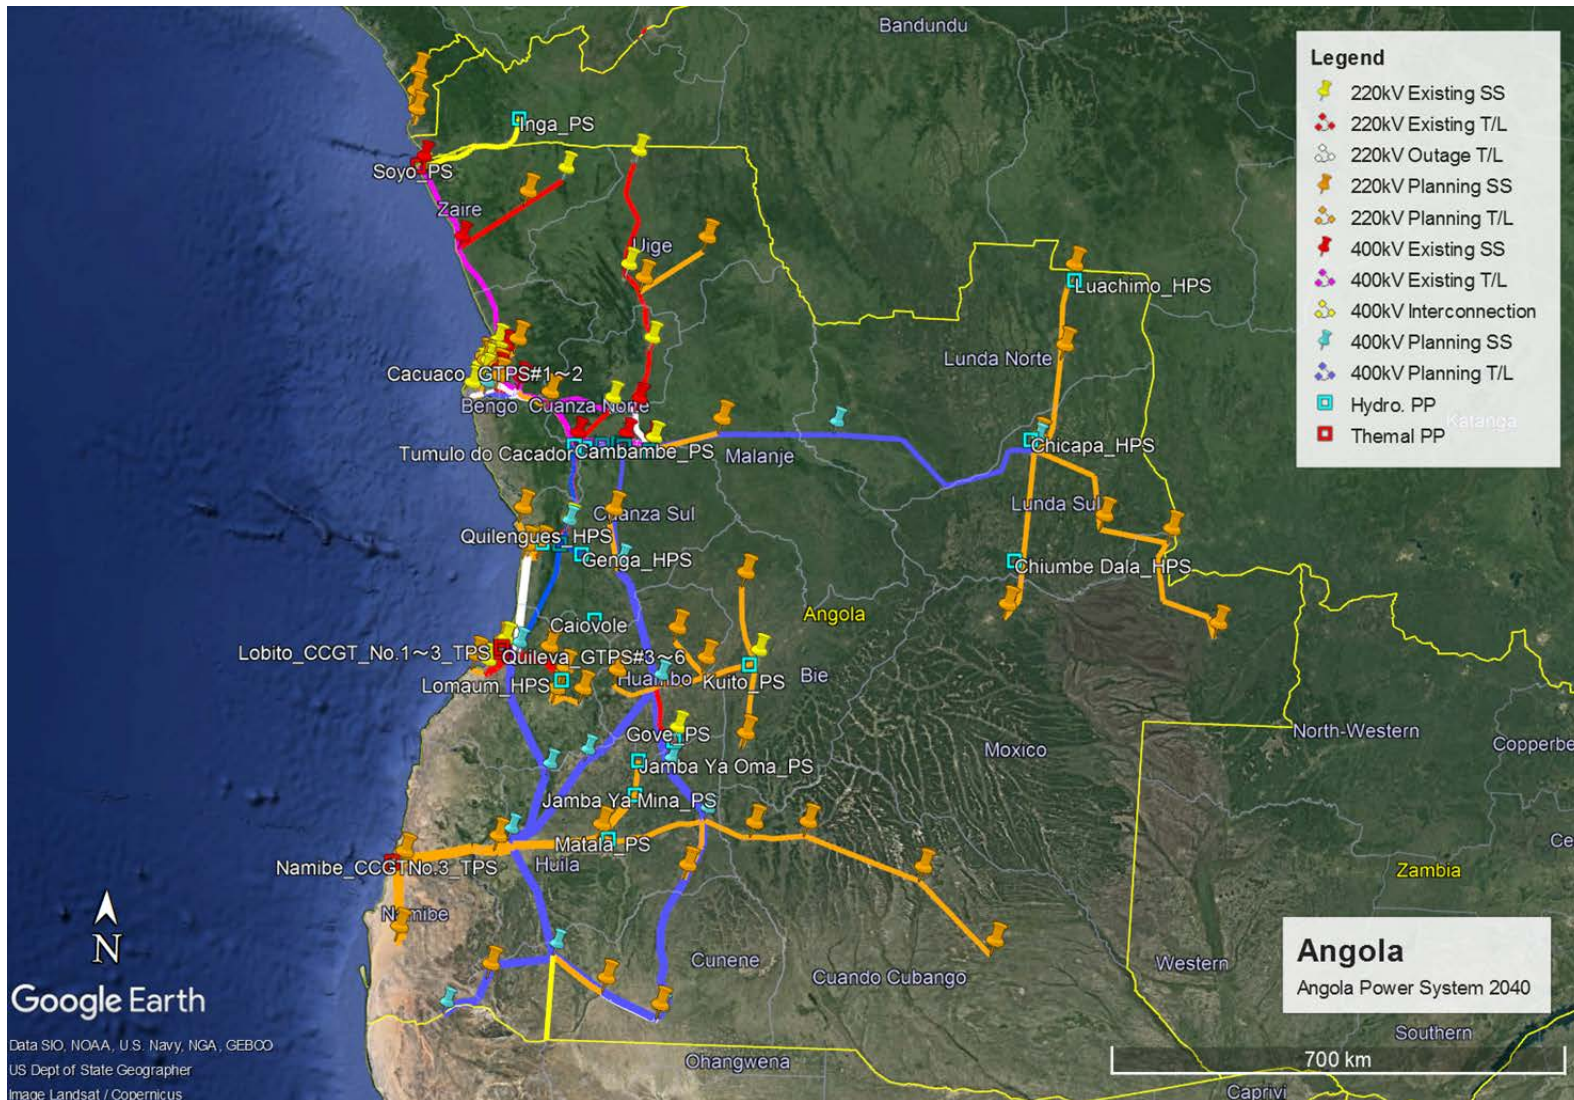 Bandundu
Legend
220kV Existing SS
220kV Existing T/L
220kV Outage T/L
220kV Planning SS
220kV Planning T/L
400kV Existing SS
400kV Existing T/L
400kV Interconnection
400kV Planning SS
400kV Planning T/L
Hydro. PP
Themal PP
Katanga
Inga_PS
Soyo_PS
Zaire
Uige
Luachimo_HPS
Lunda Norte
Cacuaco_GTPS#1~2
Bengo
Cuanza Norte
Tumulo do Cacador
Cambambe_PS
Malanje
Chicapa_HPS
Lunda Sul
Cuanza Sul
Quilengues_HPS
Genga_HPS
Chiumbe Dala_HPS
Angola
Caiovole
Lobito_CCGT_No.1~3_TPS
Quileva_GTPS#3~6
Lomaum_HPS
Huambo
Kuito_PS
Bie
Gove_PS
Moxico
North-Western
Copperbe
Jamba Ya Oma_PS
Jamba Ya Mina_PS
Matala_PS
Ce
Namibe_CCGTNo.3_TPS
Huila
Zambia
Namibe
N
Cunene
Cuando Cubango
Western
Angola
Angola Power System 2040
Google Earth
Southern
Data SIO, NOAA, U.S. Navy, NGA, GEBCO
US Dept of State Geographer
Image Landsat / Copernicus
Ohangwena
700 km
Caprivi